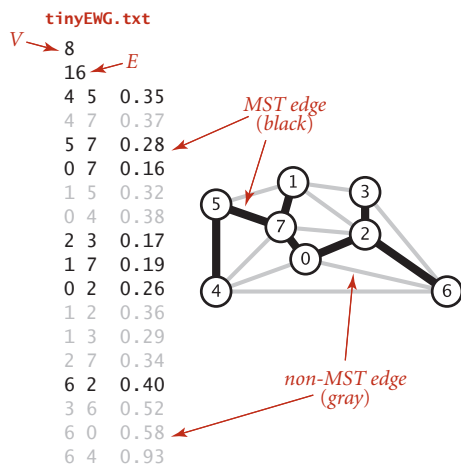 tinyEWG.txt
V
8
16
E
4 5 0.35
4 7 0.37
5 7 0.28
0 7 0.16
1 5 0.32
0 4 0.38
2 3 0.17
1 7 0.19
0 2 0.26
1 2 0.36
1 3 0.29
2 7 0.34
6 2 0.40
3 6 0.52
6 0 0.58
6 4 0.93
MST edge
(black)
1
3
5
7
2
0
4
6
non-MST edge
(gray)